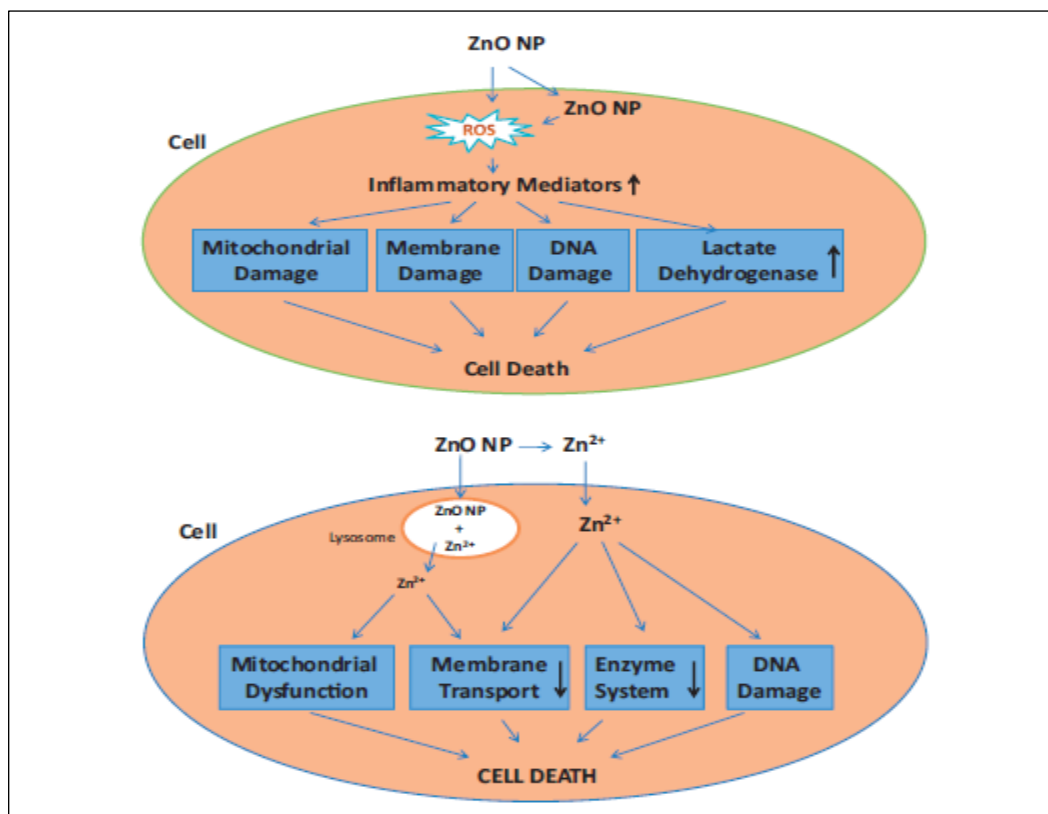 ZnO NP
ZnO NP
ROS
Cell
Inflammatory Mediators ↑
Mitochondrial
Damage
Membrane
Damage
DNA
Damage
Lactate
Dehydrogenase ↑
Cell Death
ZnO NP → Zn²⁺
Cell
Lysosome
ZnO NP
+
Zn²⁺
Zn²⁺
Zn²⁺
Mitochondrial
Dysfunction
Membrane
Transport ↓
Enzyme
System ↓
DNA
Damage
CELL DEATH